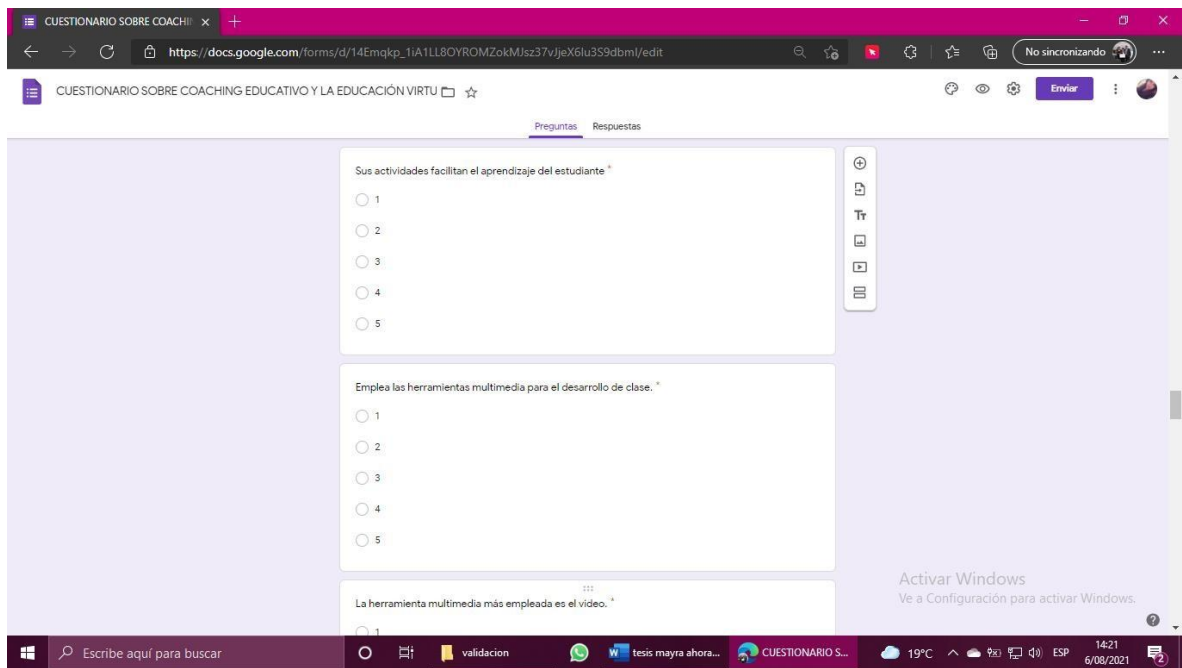 CUESTIONARIO SOBRE COACHIN
https://docs.google.com/forms/d/14Emqkp_1iA1LL8OYROMZokMJsz37vJjeX6Iu3S9dbmI/edit
No sincronizando
CUESTIONARIO SOBRE COACHING EDUCATIVO Y LA EDUCACIÓN VIRTU
Enviar
Preguntas Respuestas
Sus actividades facilitan el aprendizaje del estudiante *
1
2
3
4
5
Emplea las herramientas multimedia para el desarrollo de clase. *
1
2
3
4
5
La herramienta multimedia más empleada es el video. *
1
Activar Windows
Ve a Configuración para activar Windows.
Escribe aquí para buscar
validacion
tesis mayra ahora...
CUESTIONARIO S...
19°C
ESP
14:21
6/08/2021
2